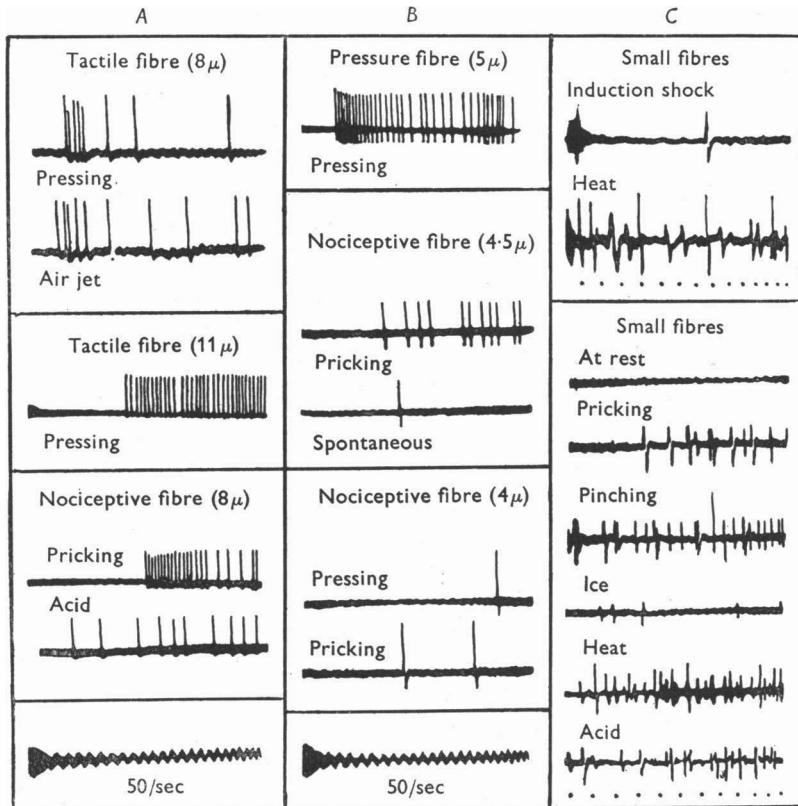 A
Tactile fibre (8μ)
Pressing.
Air jet
Tactile fibre (11μ)
Pressing
Nociceptive fibre (8μ)
Pricking
Acid
50/sec
B
Pressure fibre (5μ)
Pressing
Nociceptive fibre (4·5μ)
Pricking
Spontaneous
Nociceptive fibre (4μ)
Pressing
Pricking
50/sec
C
Small fibres
Induction shock
Heat
Small fibres
At rest
Pricking
Pinching
Ice
Heat
Acid